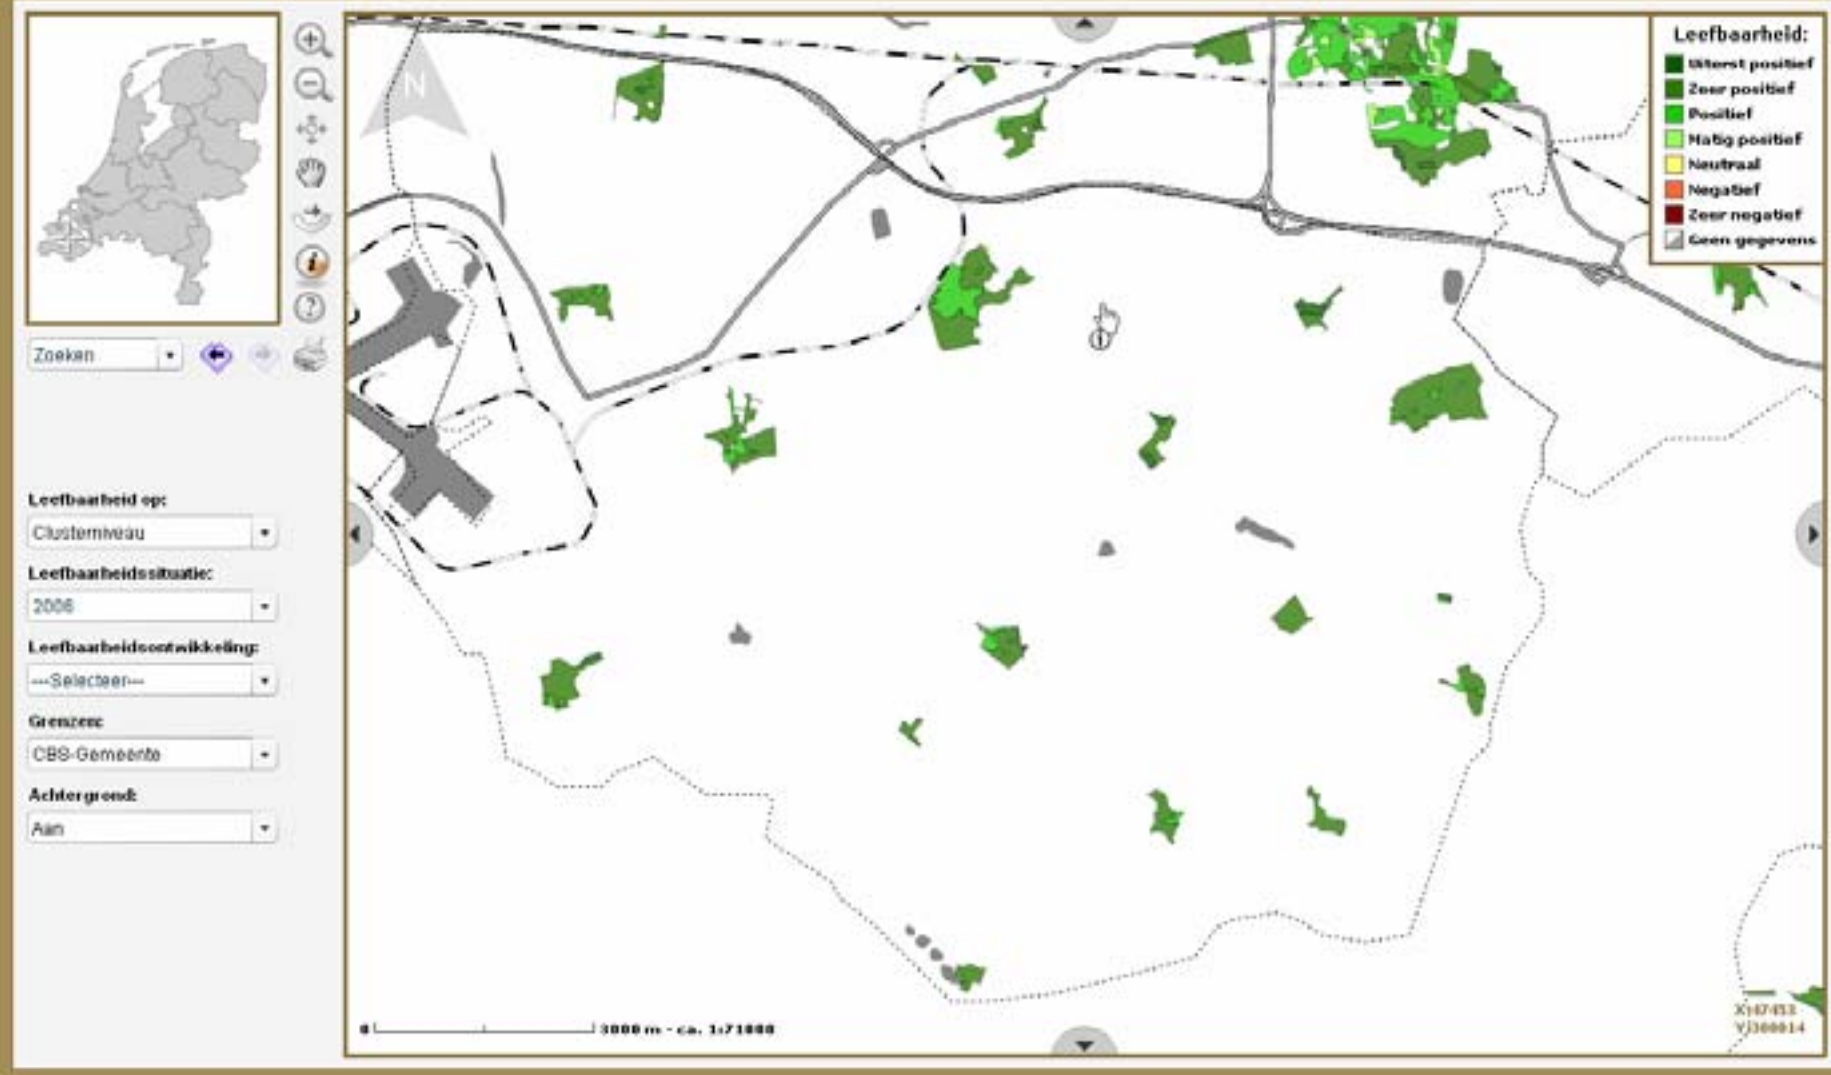 N
Leefbaarheid:
Uiterst positief
Zeer positief
Positief
Matig positief
Neutraal
Negatief
Zeer negatief
Geen gegevens
Zoeken
Leefbaarheid op:
Clusterniveau
Leefbaarheidssituatie:
2006
Leefbaarheidsontwikkeling:
---Selecteer---
Grenzen:
CBS-Gemeente
Achtergrond:
Aan
0 3000 m - ca. 1:71000